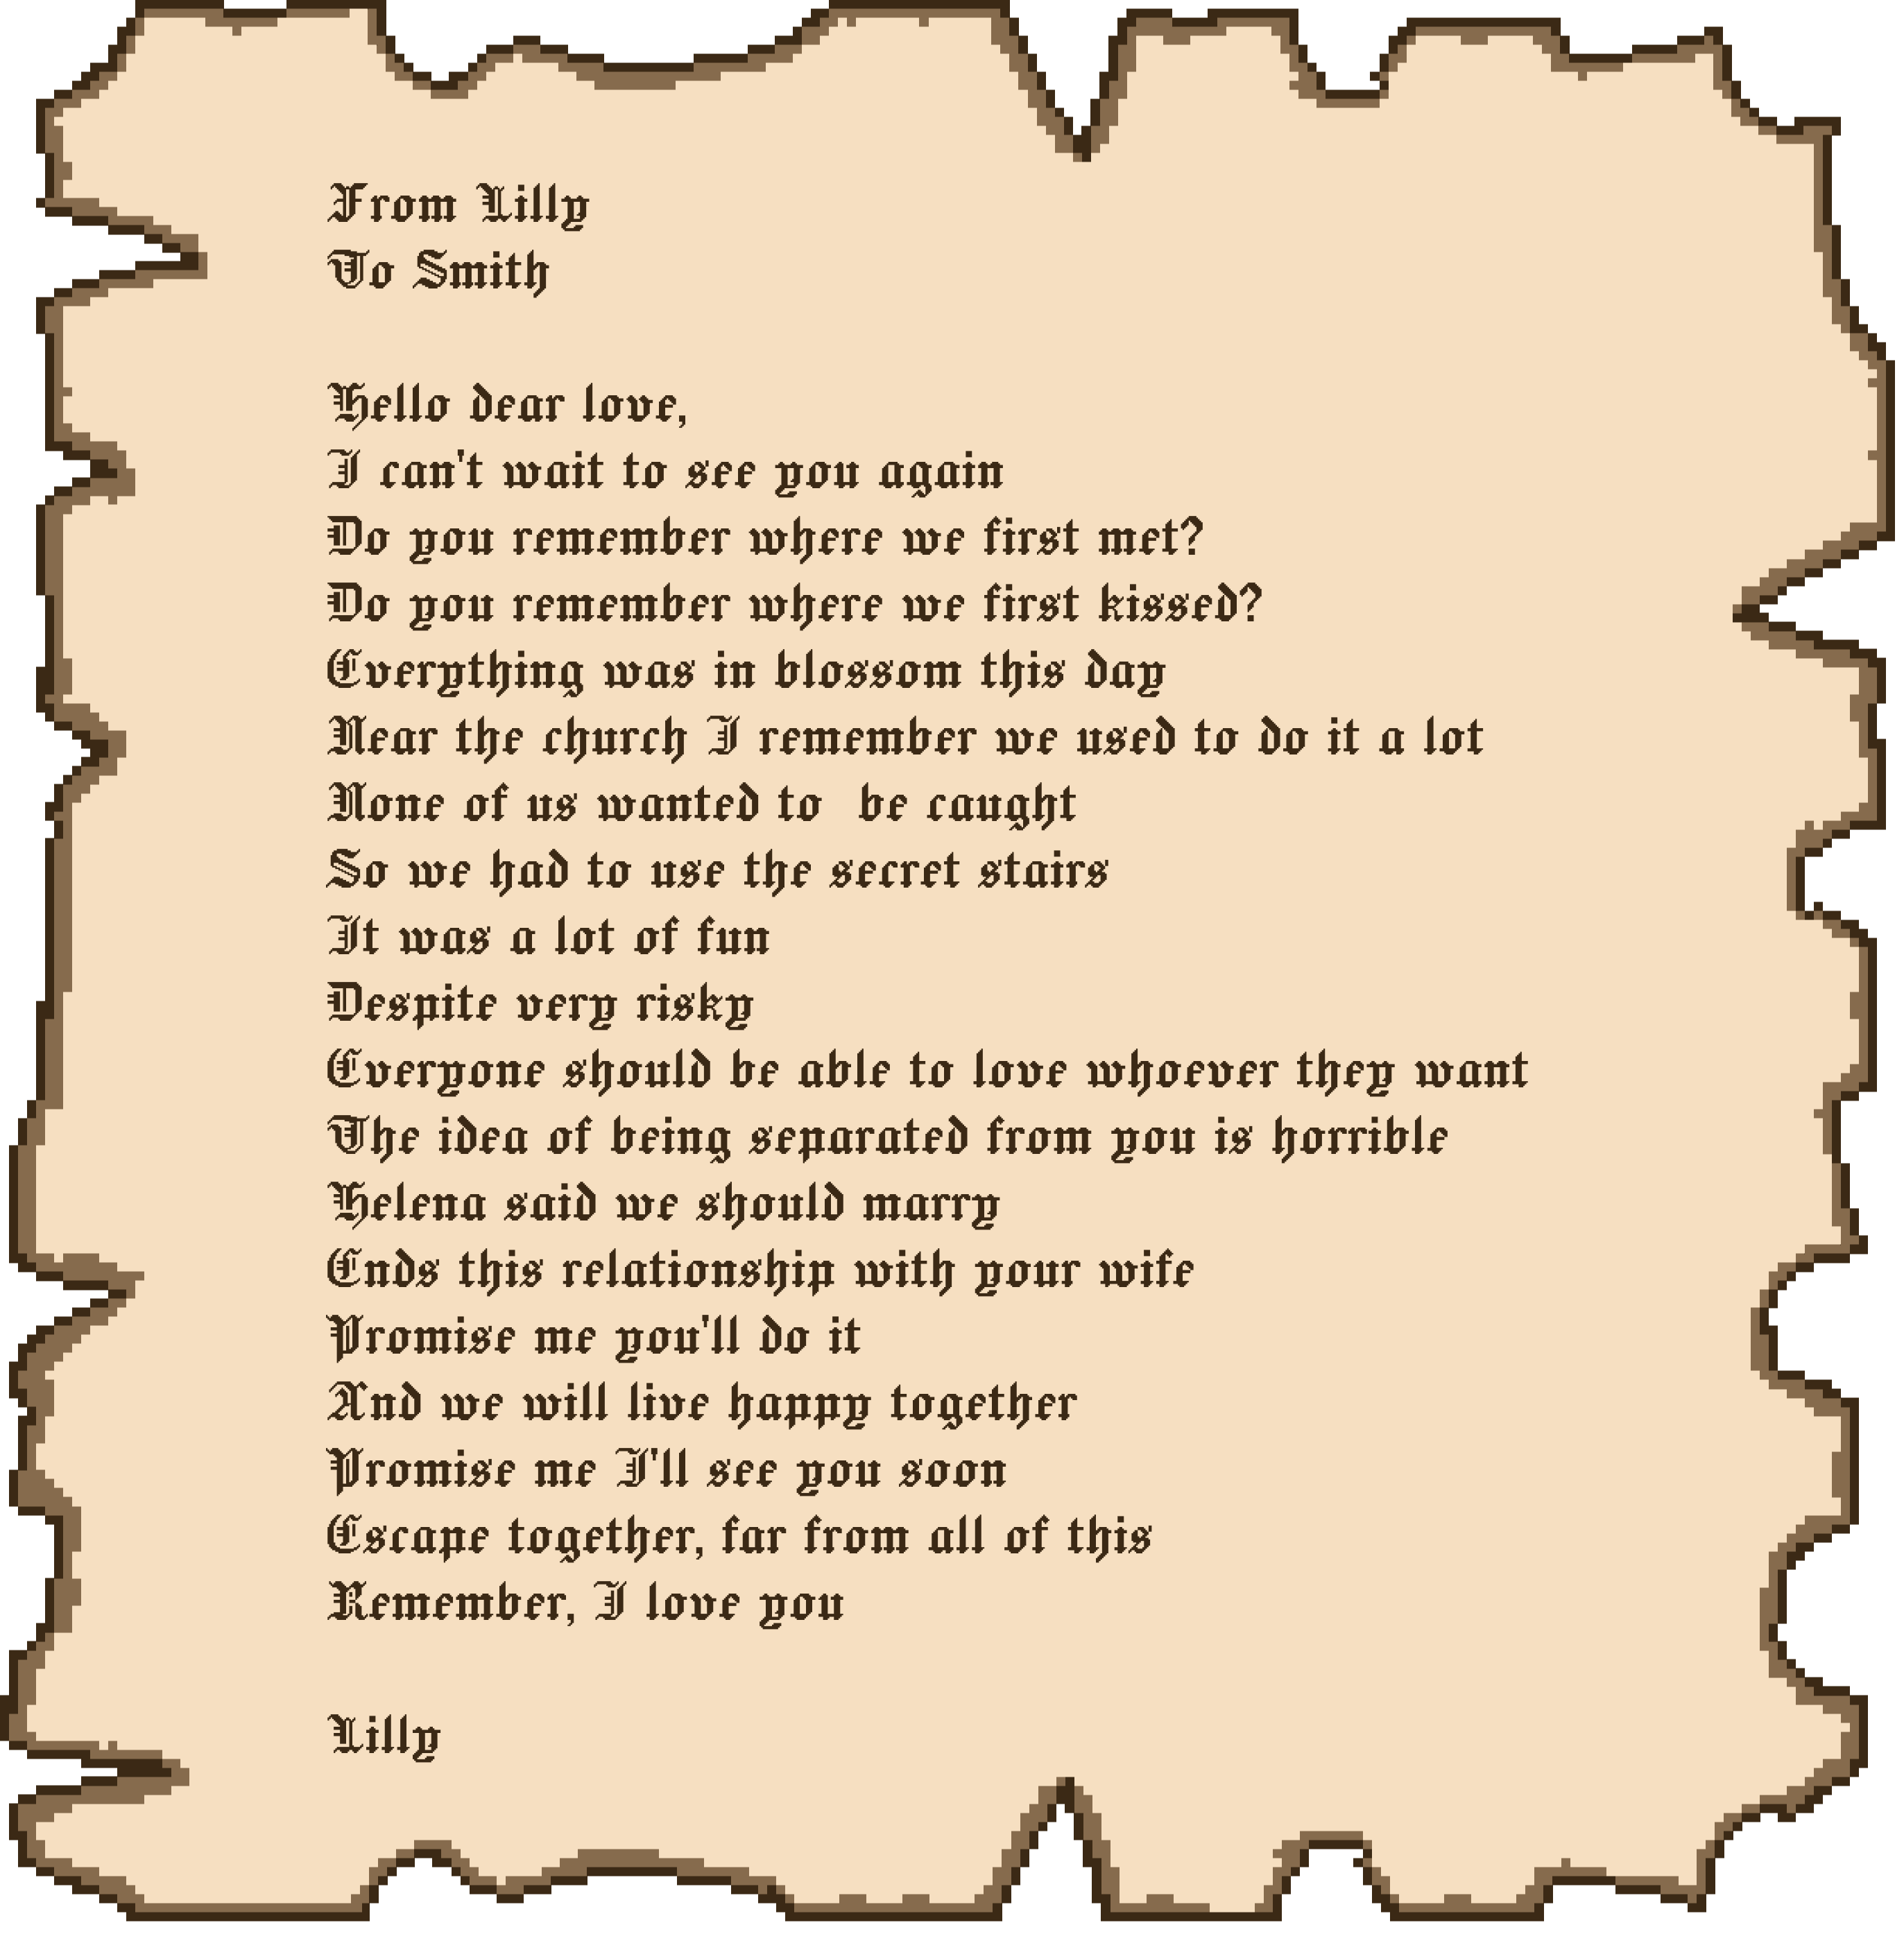 From Lilly
To Smith
Hello dear love,
I can't wait to see you again
Do you remember where we first met?
Do you remember where we first kissed?
Everything was in blossom this day
Near the church I remember we used to do it a lot
None of us wanted to  be caught
So we had to use the secret stairs
It was a lot of fun
Despite very risky
Everyone should be able to love whoever they want
The idea of being separated from you is horrible
Helena said we should marry
Ends this relationship with your wife
Promise me you'll do it
And we will live happy together
Promise me I'll see you soon
Escape together, far from all of this
Remember, I love you
Lilly